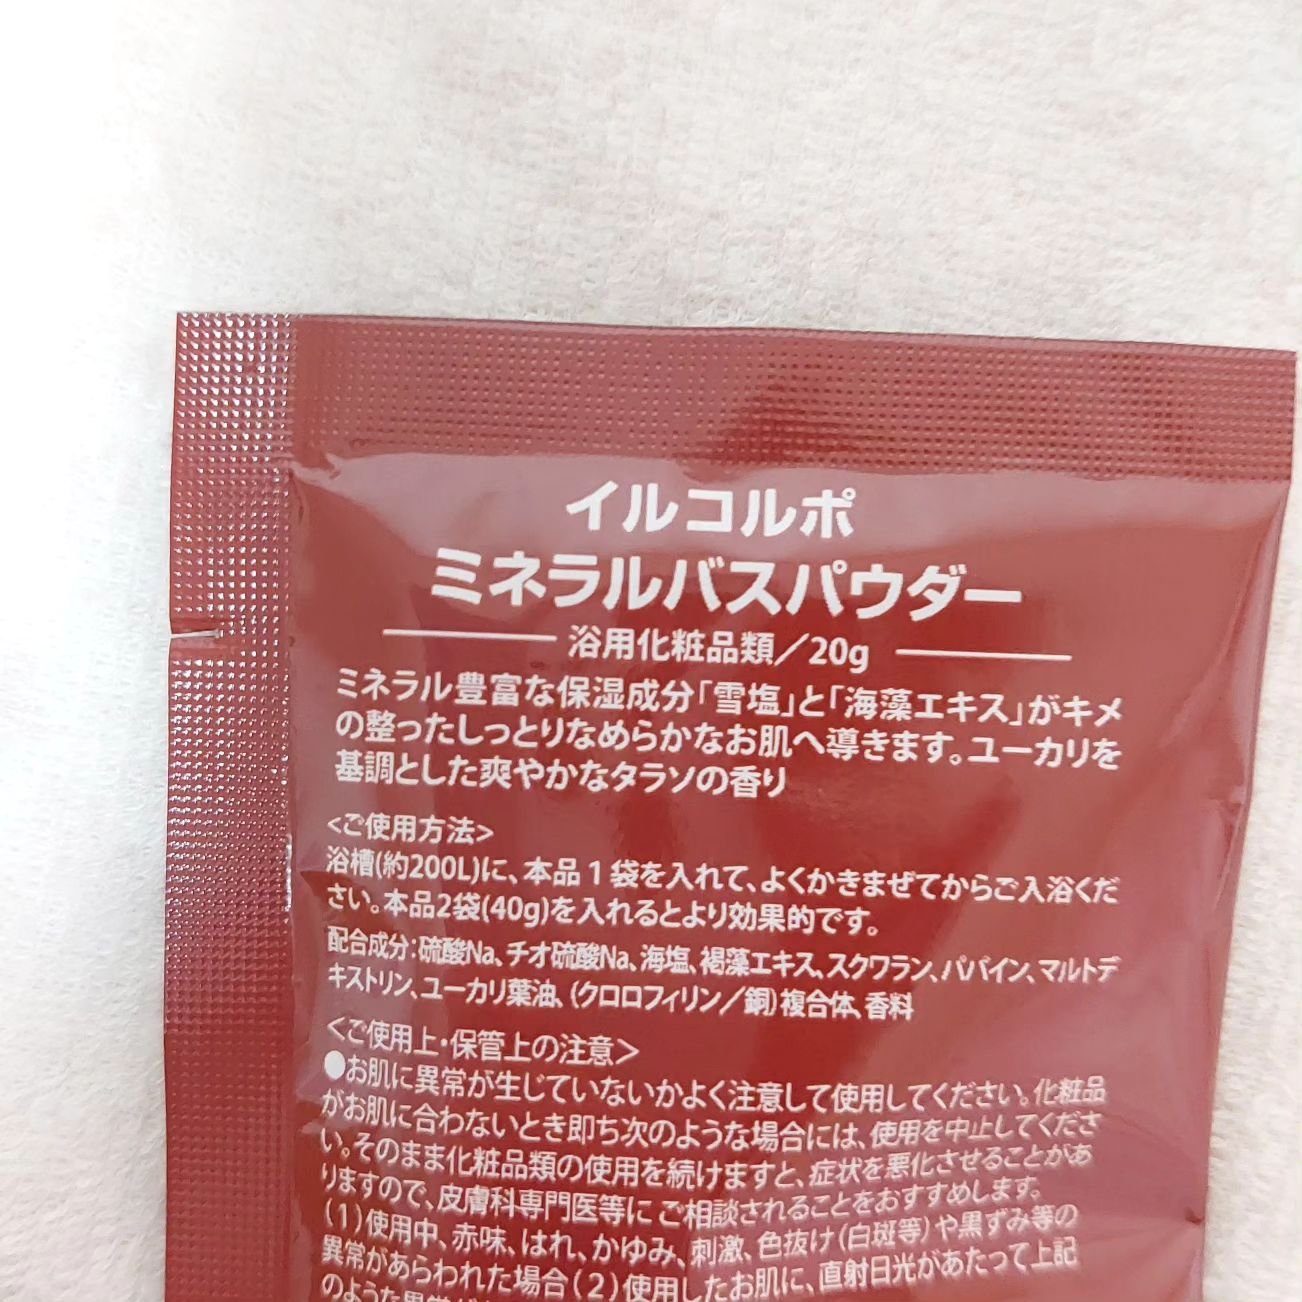 イルコルポ
ミネラルバスパウダー
浴用化粧品類／20g
ミネラル豊富な保湿成分「雪塩」と「海藻エキス」がキメ
の整ったしっとりなめらかなお肌へ導きます。ユーカリを
基調とした爽やかなタラソの香り
<ご使用方法>
浴槽(約200L)に、本品1袋を入れて、よくかきまぜてからご入浴くだ
さい。本品2袋(40g)を入れるとより効果的です。
配合成分:硫酸Na、チオ硫酸Na、海塩、褐藻エキス、スクワラン、パパイン、マルトデ
キストリン、ユーカリ葉油、(クロロフィリン／銅)複合体、香料
<ご使用上・保管上の注意>
●お肌に異常が生じていないかよく注意して使用してください。化粧品
がお肌に合わないとき即ち次のような場合には、使用を中止してくださ
い。そのまま化粧品類の使用を続けますと、症状を悪化させることがあ
りますので、皮膚科専門医等にご相談されることをおすすめします。
(1)使用中、赤味、はれ、かゆみ、刺激、色抜け(白斑等)や黒ずみ等の
異常があらわれた場合(2)使用したお肌に、直射日光があたって上記
のような異常が